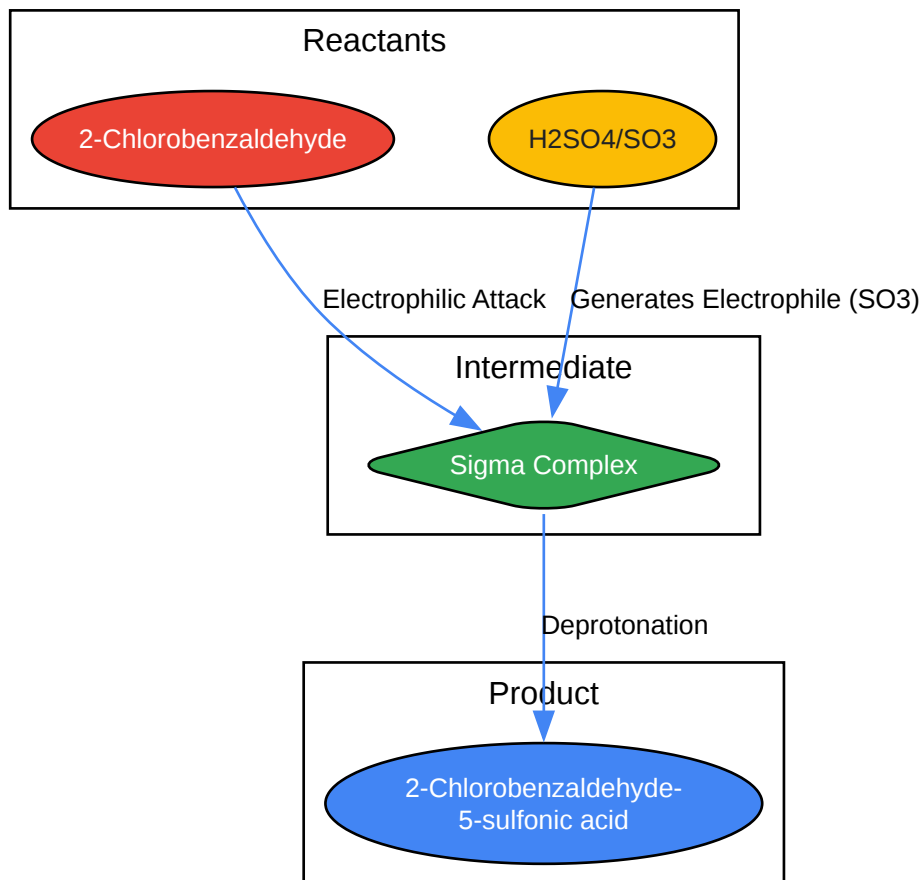 Reactants
2-Chlorobenzaldehyde
H2SO4/SO3
Electrophilic Attack
Generates Electrophile (SO3)
Intermediate
Sigma Complex
Deprotonation
Product
2-Chlorobenzaldehyde-
5-sulfonic acid